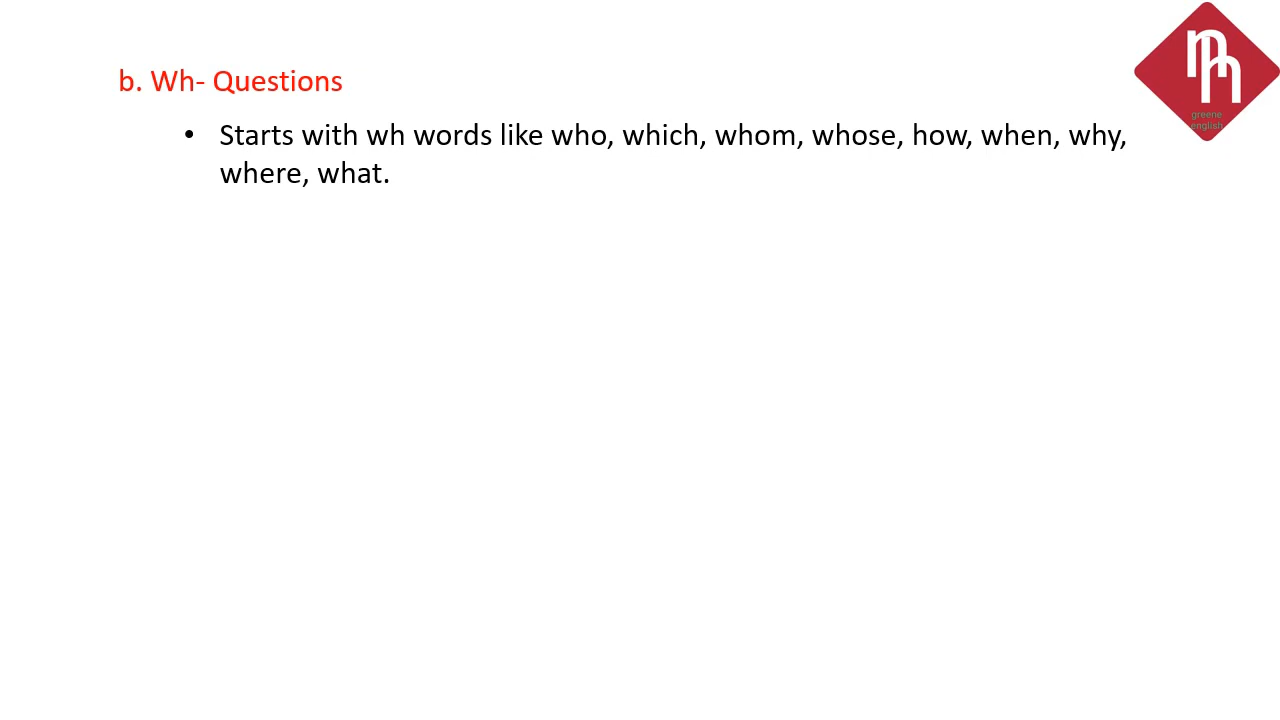 b. Wh- Questions
• Starts with wh words like who, which, whom, whose, how, when, why,
where, what.
greene
english